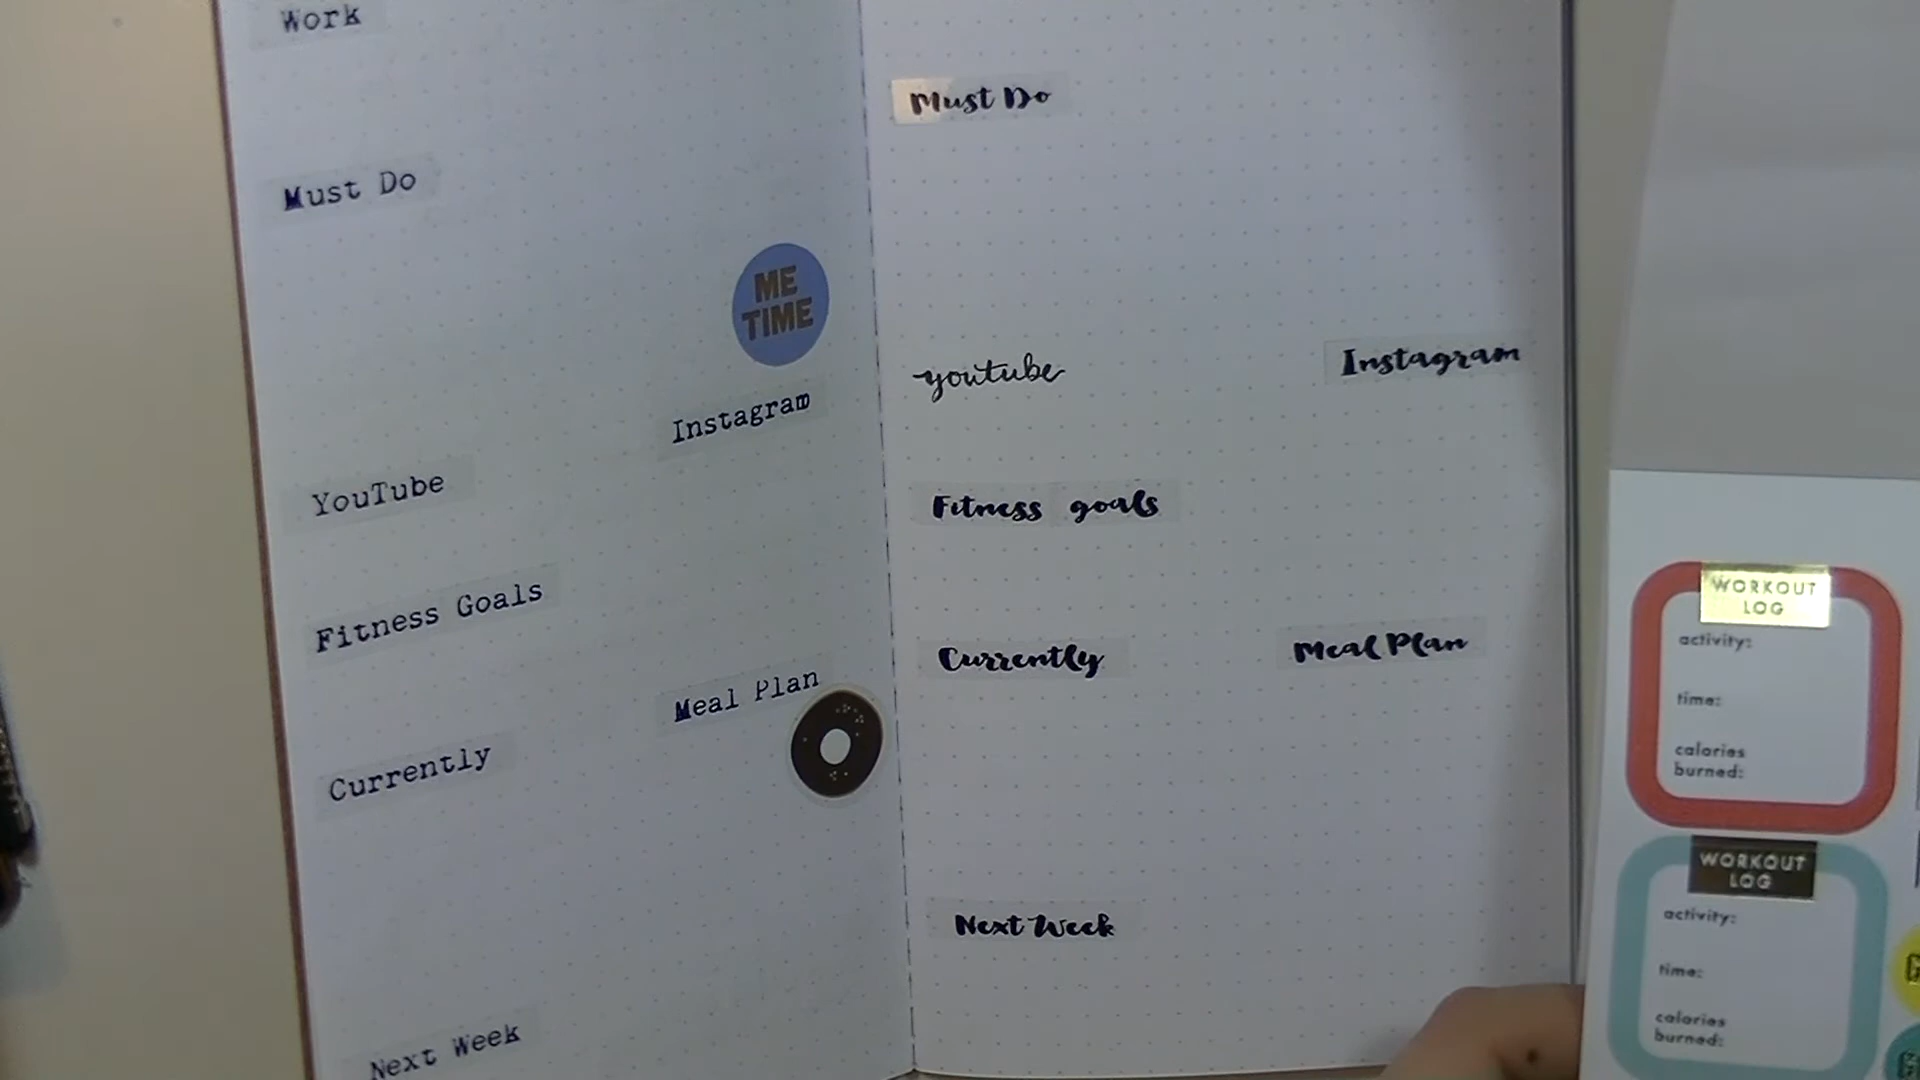 Work
Must Do
ME
TIME
Instagram
YouTube
Fitness Goals
Meal Plan
Currently
Next Week
Must Do
youtube
Instagram
Fitness goals
Currently
Meal Plan
Next Week
WORKOUT
LOG
activity:
time:
calories
burned:
WORKOUT
LOG
activity:
time:
calories
burned: